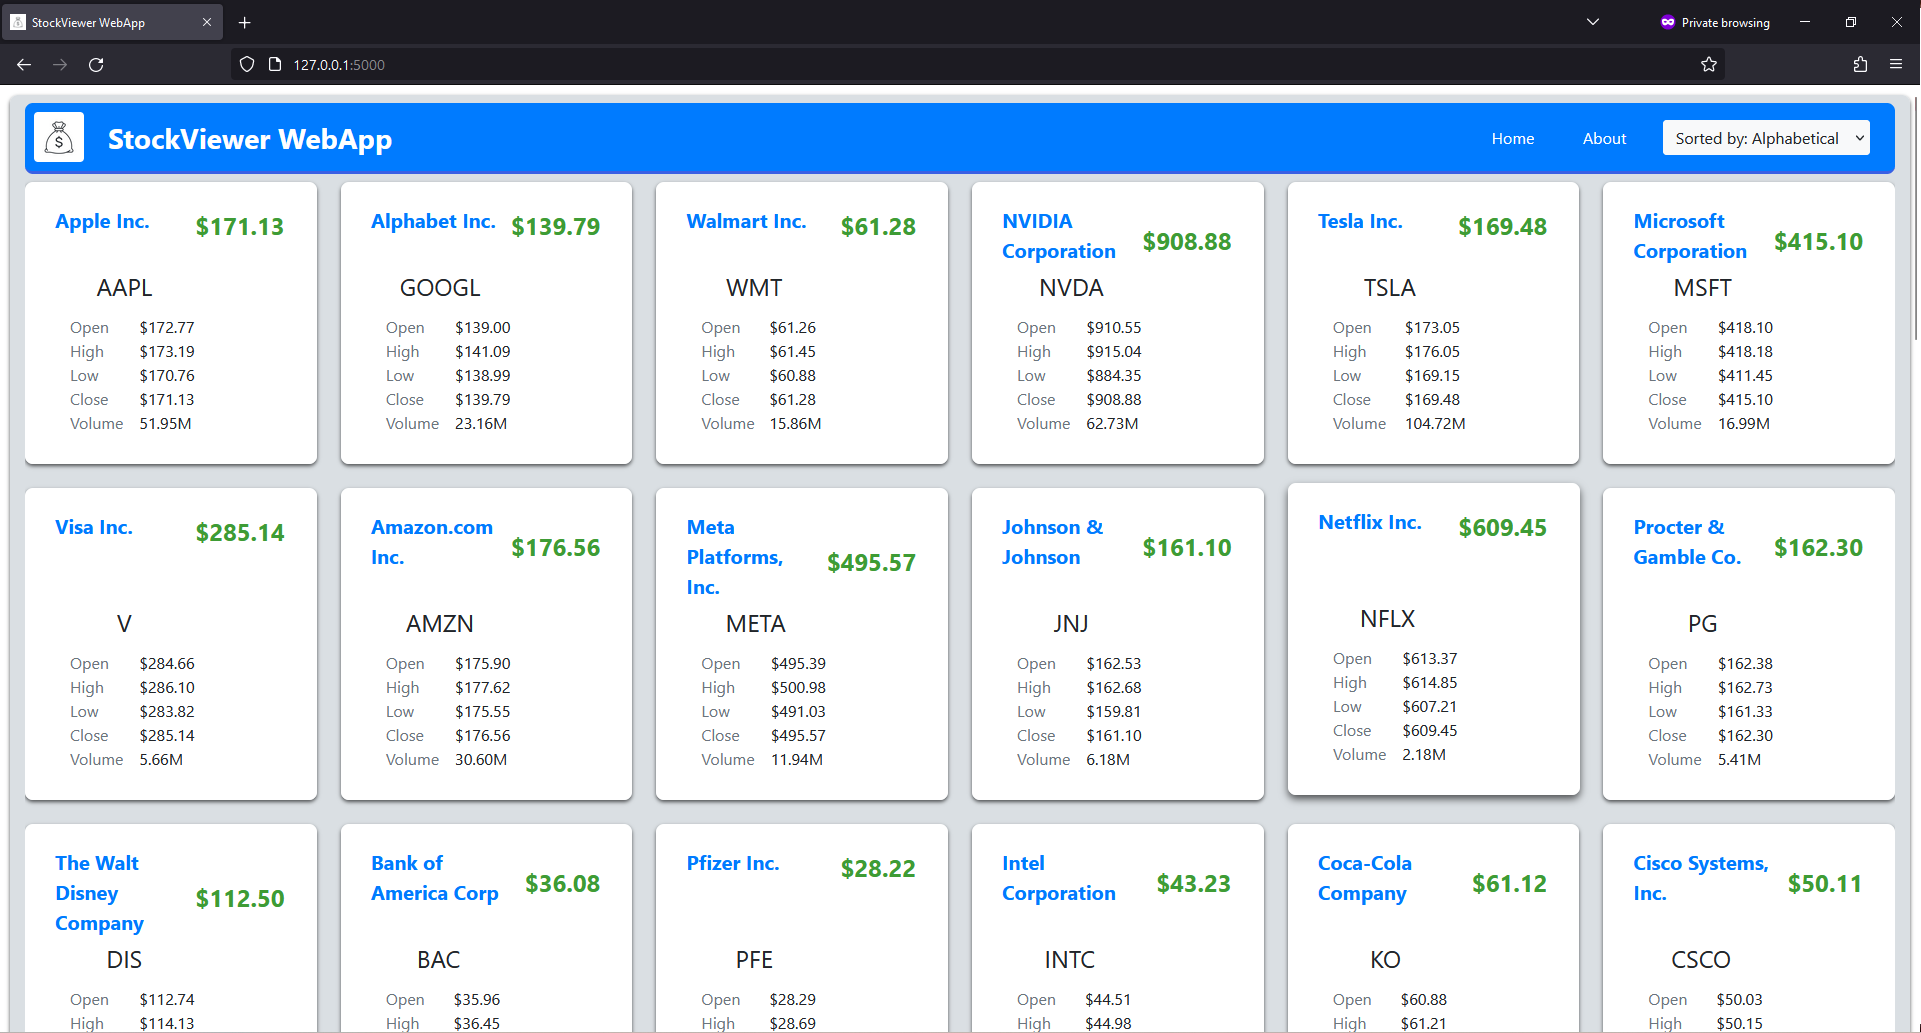 StockViewer WebApp
Private browsing
127.0.0.1:5000
$
StockViewer WebApp
Home
About
Sorted by: Alphabetical
Apple Inc.
$171.13
AAPL
Open $172.77
High $173.19
Low $170.76
Close $171.13
Volume 51.95M
Alphabet Inc.
$139.79
GOOGL
Open $139.00
High $141.09
Low $138.99
Close $139.79
Volume 23.16M
Walmart Inc.
$61.28
WMT
Open $61.26
High $61.45
Low $60.88
Close $61.28
Volume 15.86M
NVIDIA
Corporation
$908.88
NVDA
Open $910.55
High $915.04
Low $884.35
Close $908.88
Volume 62.73M
Tesla Inc.
$169.48
TSLA
Open $173.05
High $176.05
Low $169.15
Close $169.48
Volume 104.72M
Microsoft
Corporation
$415.10
MSFT
Open $418.10
High $418.18
Low $411.45
Close $415.10
Volume 16.99M
Visa Inc.
$285.14
V
Open $284.66
High $286.10
Low $283.82
Close $285.14
Volume 5.66M
Amazon.com
Inc.
$176.56
AMZN
Open $175.90
High $177.62
Low $175.55
Close $176.56
Volume 30.60M
Meta
Platforms,
Inc.
$495.57
META
Open $495.39
High $500.98
Low $491.03
Close $495.57
Volume 11.94M
Johnson &
Johnson
$161.10
JNJ
Open $162.53
High $162.68
Low $159.81
Close $161.10
Volume 6.18M
Netflix Inc.
$609.45
NFLX
Open $613.37
High $614.85
Low $607.21
Close $609.45
Volume 2.18M
Procter &
Gamble Co.
$162.30
PG
Open $162.38
High $162.73
Low $161.33
Close $162.30
Volume 5.41M
The Walt
Disney
Company
$112.50
DIS
Open $112.74
High $114.13
Bank of
America Corp
$36.08
BAC
Open $35.96
High $36.45
Pfizer Inc.
$28.22
PFE
Open $28.29
High $28.69
Intel
Corporation
$43.23
INTC
Open $44.51
High $44.98
Coca-Cola
Company
$61.12
KO
Open $60.88
High $61.21
Cisco Systems,
Inc.
$50.11
CSCO
Open $50.03
High $50.15